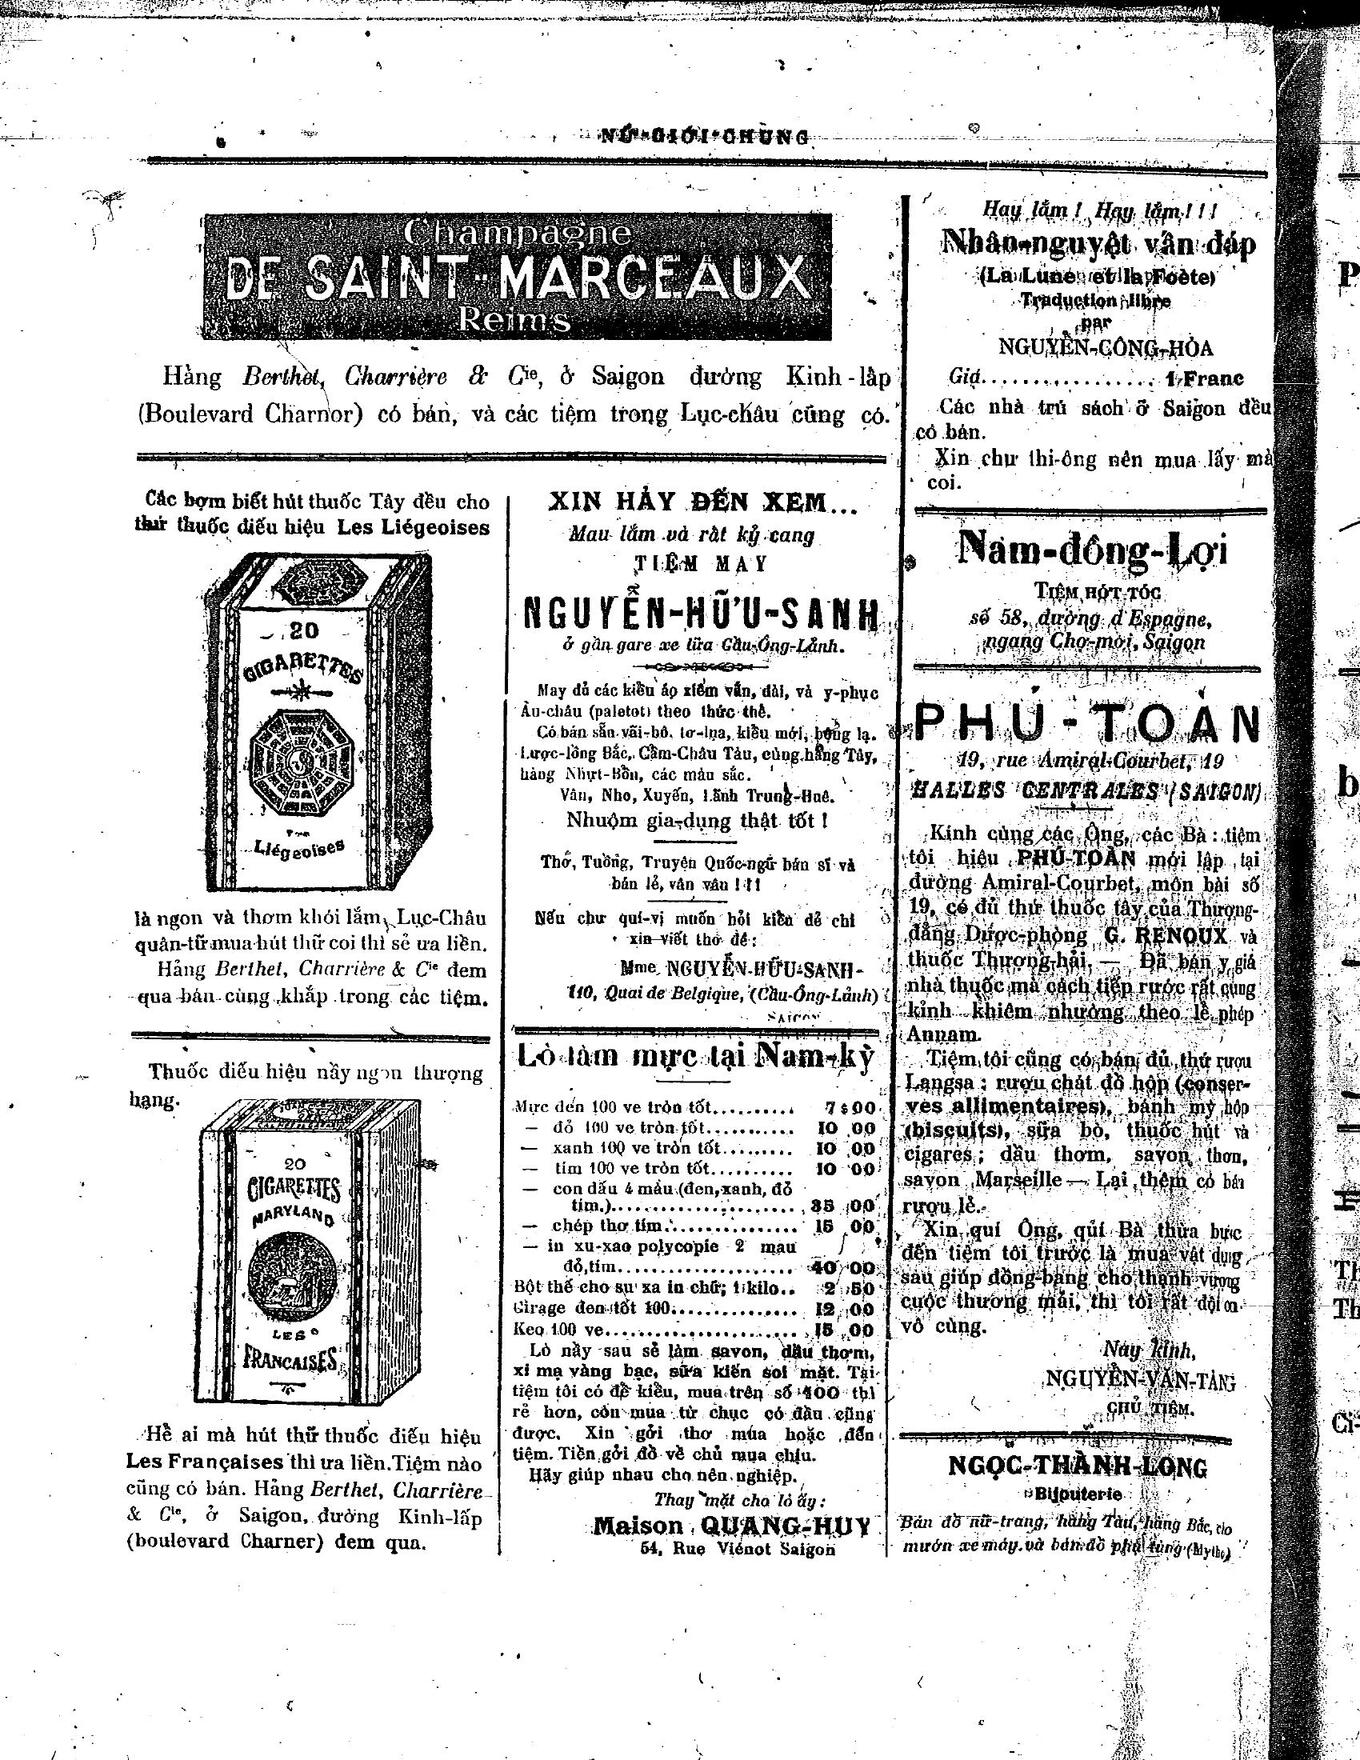 NỮ-GIỚI-CHUNG
Champagne
DE SAINT-MARCEAUX
Reims
Hảng Berthet, Charrière & Cie, ở Saigon đường Kinh-lấp
(Boulevard Charner) có bán, và các tiệm trong Lục-châu cũng có.
Các bợm biết hút thuốc Tây đều cho
thứ thuốc điếu hiệu Les Liégeoises
20
CIGARETTES
Liégeoises
là ngon và thơm khói lắm, Lục-Châu
quân-tử mua hút thử coi thì sẻ ưa liền.
Hảng Berthet, Charrière & Cie đem
qua bán cùng khắp trong các tiệm.
Thuốc điếu hiệu nầy ngon thượng
hạng.
20
CIGARETTES
MARYLAND
LES
FRANÇAISES
Hể ai mà hút thử thuốc điếu hiệu
Les Françaises thì ưa liền. Tiệm nào
cũng có bán. Hảng Berthet, Charrière
& Cie, ở Saigon, đường Kinh-lấp
(boulevard Charner) đem qua.
XIN HẢY ĐẾN XEM...
Mau lắm và rất kỷ cang
TIỆM MAY
NGUYỄN-HỮU-SANH
ở gần gare xe lửa Cầu-Ông-Lảnh.
May đủ các kiểu áo xiêm vắn, dài, và y-phục
Âu-châu (paletot) theo thức thế.
Có bán sẵn vãi-bô, tơ-lụa, kiểu mới, bông lạ.
Lược-lồng Bắc, Cẩm-Châu Tàu, cùng hàng Tây,
hàng Nhựt-Bổn, các màu sắc.
Vân, Nho, Xuyến, Lãnh Trung-Huê.
Nhuộm gia-dụng thật tốt !
Thơ, Tuồng, Truyện Quốc-ngữ bán sĩ và
bán lẻ, vân vân !!!
Nếu chư quí-vị muốn hỏi kiểu dễ chi
xin viết thơ đề :
Mme NGUYỄN-HỮU-SANH-
110, Quai de Belgique, (Cầu-Ông-Lảnh)
SAIGON
Lò làm mực tại Nam-kỳ
Mực đen 100 ve tròn tốt.......... 7$00
— đỏ 100 ve tròn tốt........... 10 00
— xanh 100 ve tròn tốt......... 10 00
— tím 100 ve tròn tốt.......... 10 00
— con dấu 4 màu (đen, xanh, đỏ
tím.)...................... 35 00
— chép thơ tím............... 15 00
— in xu-xao polycopie 2 màu
đỏ, tím.................... 40 00
Bột thế cho su xa in chữ; 1 kilo.. 2 50
Cirage đen tốt 100............... 12 00
Keo 100 ve....................... 15 00
Lò nầy sau sẻ làm savon, dầu thơm,
xi mạ vàng bạc, sửa kiến soi mặt. Tại
tiệm tôi có đề kiểu, mua trên số 100 thì
rẻ hơn, còn mua từ chục có đầu cũng
được. Xin gởi thơ mua hoặc đến
tiệm. Tiền gởi đồ về chủ mua chịu.
Hãy giúp nhau cho nên nghiệp.
Thay mặt cho lò ấy :
Maison QUANG-HUY
54, Rue Viénot Saigon
Hay lắm ! Hay lắm ! ! !
Nhân-nguyệt vấn đáp
(La Lune et la Poète)
Traduction libre
par
NGUYỄN-CÔNG-HÒA
Giá................ 1 Franc
Các nhà trú sách ở Saigon đều
có bán.
Xin chư thi-ông nên mua lấy mà
coi.
Nam-đồng-Lợi
TIỆM HỚT TÓC
số 58, đường d'Espagne,
ngang Chợ-mới, Saigon
PHÚ-TOÀN
19, rue Amiral-Courbet, 19
HALLES CENTRALES (SAIGON)
Kính cùng các Ông, các Bà : tiệm
tôi hiệu PHÚ-TOÀN mới lập tại
đường Amiral-Courbet, môn bài số
19, có đủ thứ thuốc tây của Thượng-
đẳng Dược-phòng G. RENOUX và
thuốc Thượng-hải, — Đã bán y giá
nhà thuốc mà cách tiếp rước rất cung
kính khiêm nhường theo lễ phép
Annam.
Tiệm tôi cũng có bán đủ thứ rượu
Langsa ; rượu chát đồ hộp (conser-
ves allimentaires), bánh mỳ hộp
(biscuits), sữa bò, thuốc hút và
cigares ; dầu thơm, savon thơm,
savon Marseille — Lại thêm có bán
rượu lẻ.
Xin quí Ông, quí Bà thừa bực
đến tiệm tôi trước là mua vật dụng
sau giúp đồng-bang cho thạnh vượng
cuộc thương mãi, thì tôi rất đội ơn
vô cùng.
Nay kính,
NGUYỄN-VĂN-TÀNG
CHỦ TIỆM.
NGỌC-THÀNH-LONG
Bijouterie
Bán đồ nữ-trang, hàng Tàu, hàng Bắc, cho
mướn xe máy và bán đồ phụ tùng (Mytho)